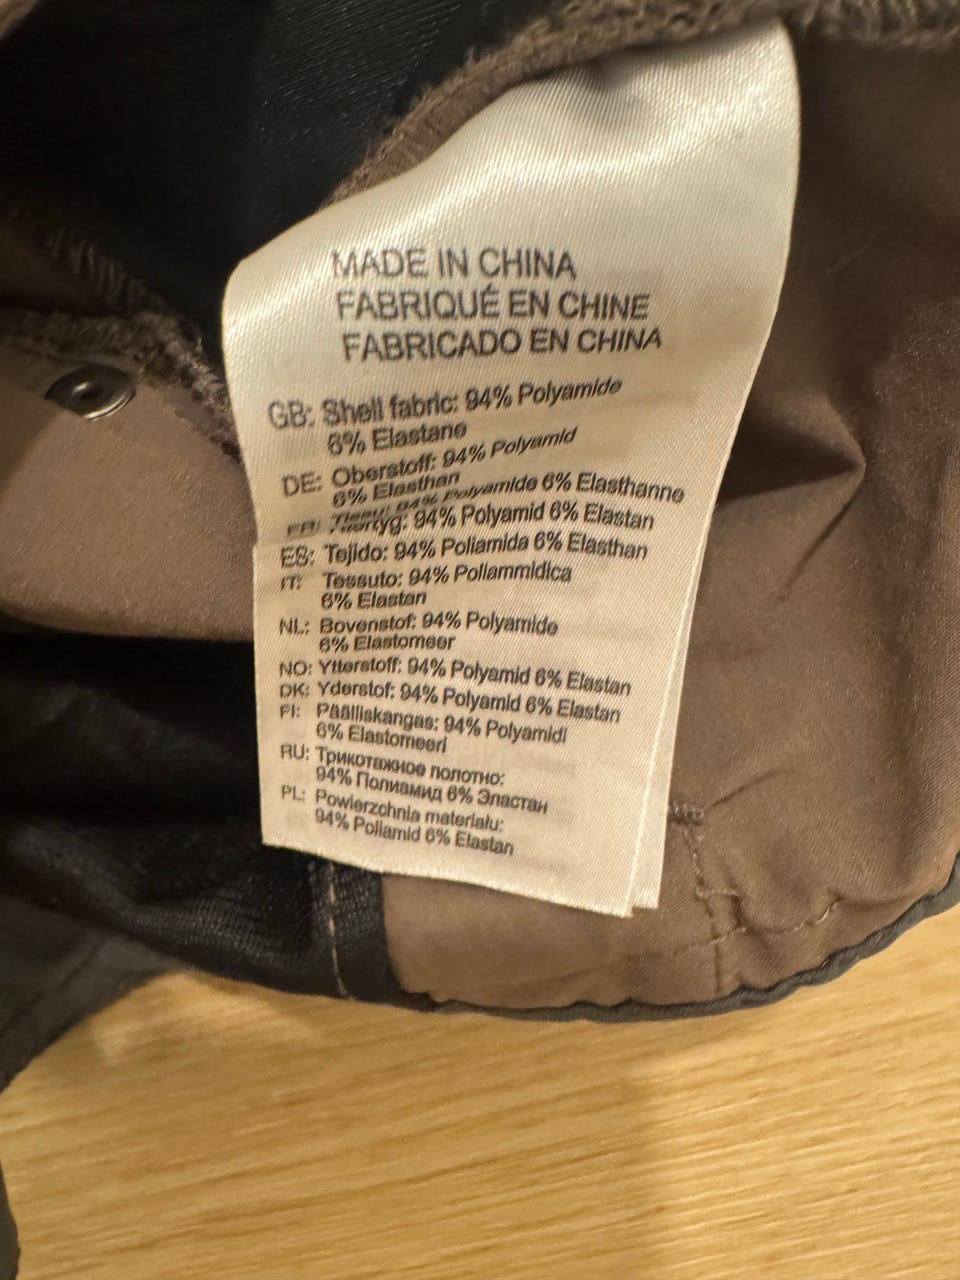 MADE IN CHINA
FABRIQUÉ EN CHINE
FABRICADO EN CHINA
GB: Shell fabric: 94% Polyamide
6% Elastane
DE: Oberstoff: 94% Polyamid
6% Elasthan
FR: Tissu: 94% Polyamide 6% Elasthanne
94% Polyamid 6% Elastan
ES: Tejido: 94% Poliamida 6% Elasthan
IT: Tessuto: 94% Poliammidica
6% Elastan
NL: Bovenstof: 94% Polyamide
6% Elastomeer
NO: Ytterstoff: 94% Polyamid 6% Elastan
DK: Yderstof: 94% Polyamid 6% Elastan
FI: Päälliskangas: 94% Polyamidi
6% Elastomeeri
RU: Трикотажное полотно:
94% Полиамид 6% Эластан
PL: Powierzchnia materiału:
94% Poliamid 6% Elastan